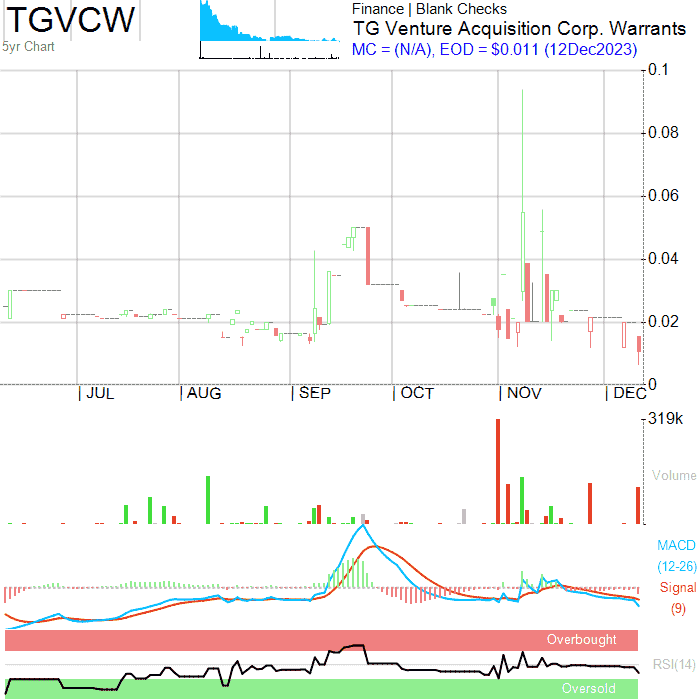 TGVCW
5yr Chart
Finance | Blank Checks
TG Venture Acquisition Corp. Warrants
MC = (N/A), EOD = $0.011 (12Dec2023)
0.1
0.08
0.06
0.04
0.02
0
| JUL | AUG | SEP | OCT | NOV | DEC
319k
Volume
MACD
(12-26)
Signal
(9)
Overbought
RSI(14)
Oversold